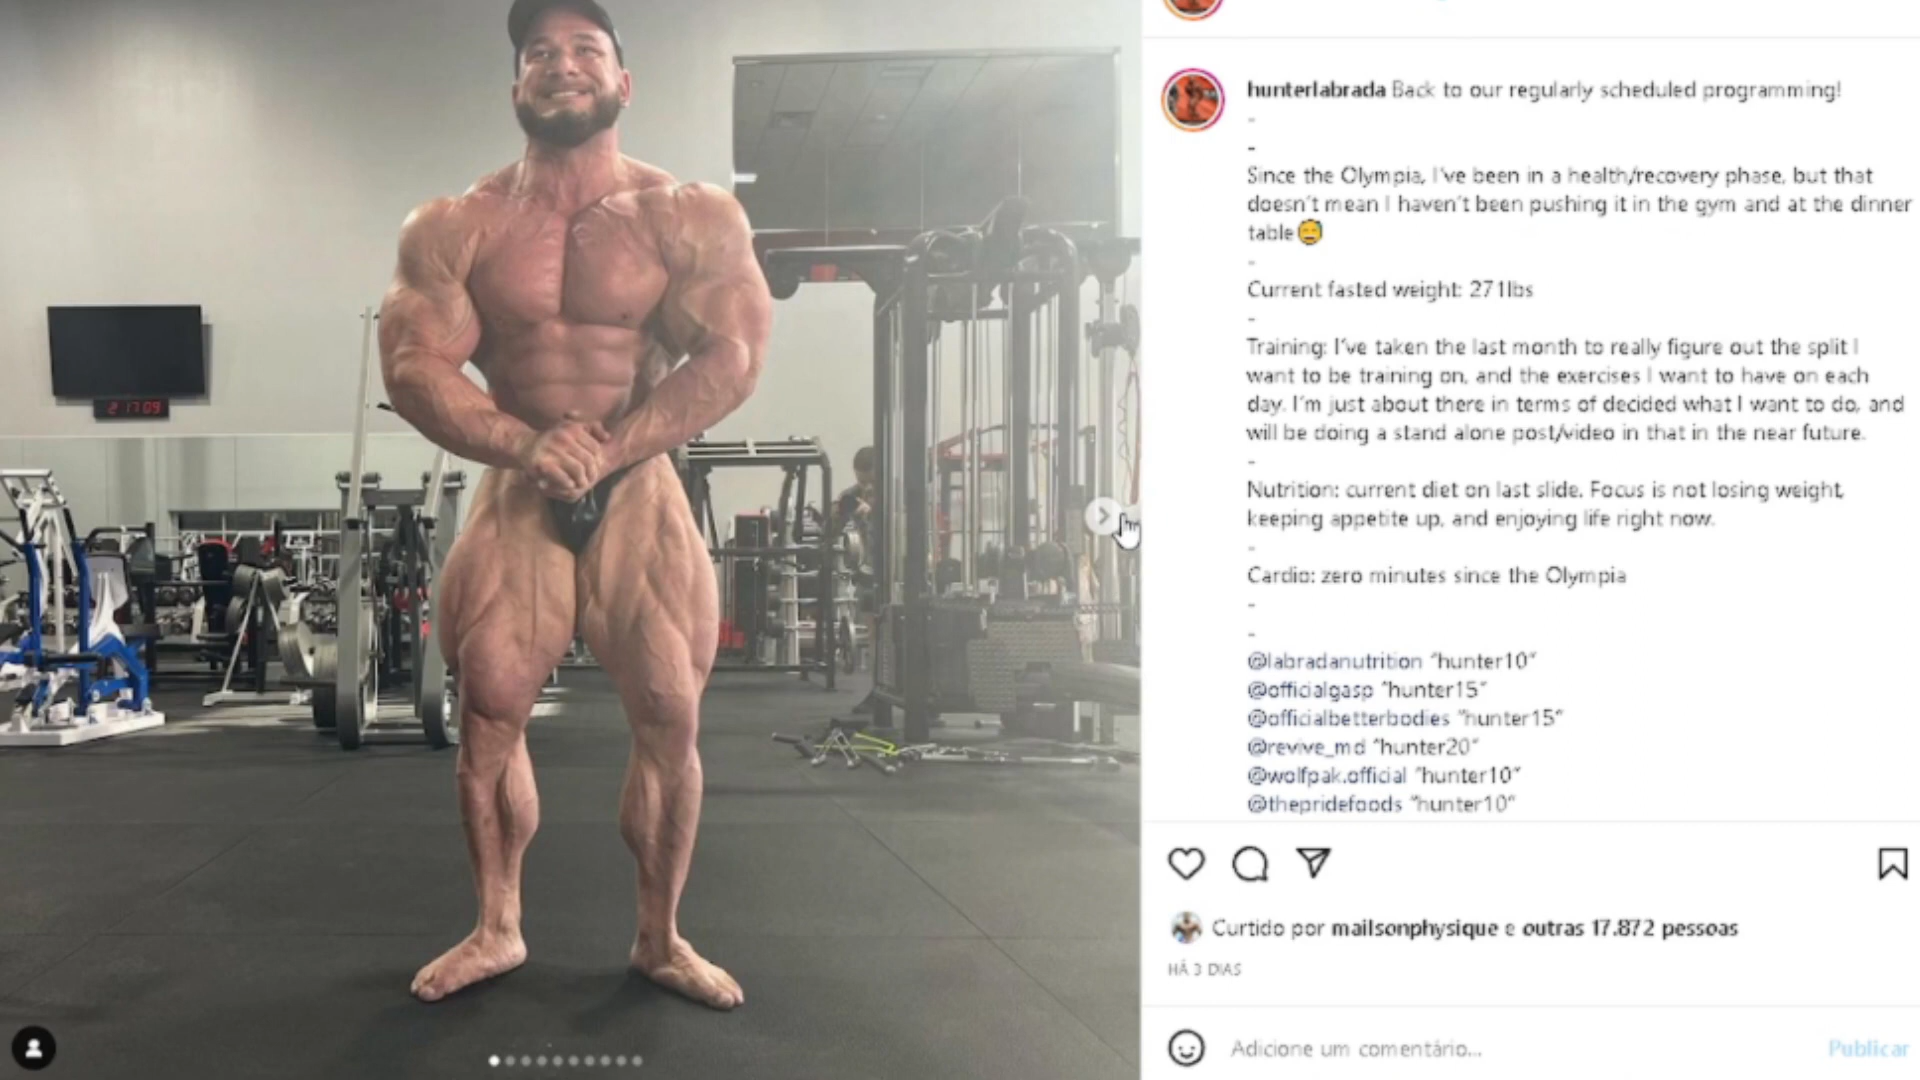 2:17:09
hunterlabrada Back to our regularly scheduled programming!
-
-
Since the Olympia, I've been in a health/recovery phase, but that
doesn't mean I haven't been pushing it in the gym and at the dinner
table😅
-
Current fasted weight: 271lbs
-
Training: I've taken the last month to really figure out the split I
want to be training on, and the exercises I want to have on each
day. I'm just about there in terms of decided what I want to do, and
will be doing a stand alone post/video in that in the near future.
-
Nutrition: current diet on last slide. Focus is not losing weight,
keeping appetite up, and enjoying life right now.
-
Cardio: zero minutes since the Olympia
-
-
@labradanutrition "hunter10"
@officialgasp "hunter15"
@officialbetterbodies "hunter15"
@revive_md "hunter20"
@wolfpak.official "hunter10"
@thepridefoods "hunter10"
Curtido por mailsonphysique e outras 17.872 pessoas
HÁ 3 DIAS
Adicione um comentário...
Publicar